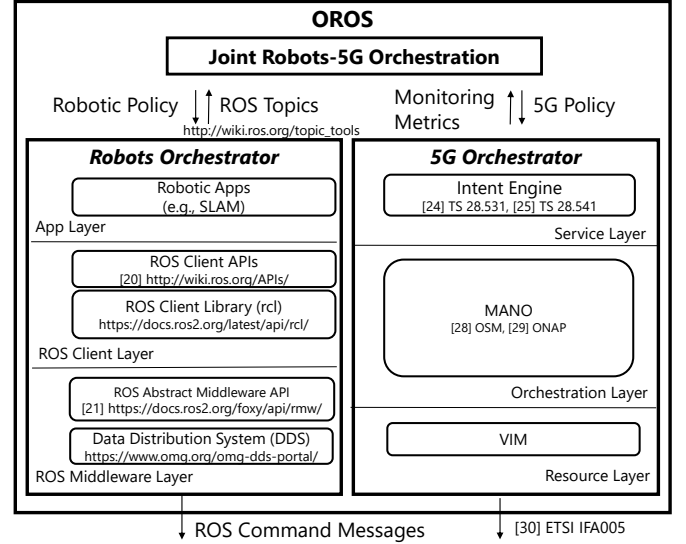 OROS
Joint Robots-5G Orchestration
Robotic Policy
ROS Topics
http://wiki.ros.org/topic_tools
Monitoring
Metrics
5G Policy
Robots Orchestrator
Robotic Apps
(e.g., SLAM)
App Layer
ROS Client APIs
[20] http://wiki.ros.org/APIs/
ROS Client Library (rcl)
https://docs.ros2.org/latest/api/rcl/
ROS Client Layer
ROS Abstract Middleware API
[21] https://docs.ros2.org/foxy/api/rmw/
Data Distribution System (DDS)
https://www.omg.org/omg-dds-portal/
ROS Middleware Layer
5G Orchestrator
Intent Engine
[24] TS 28.531, [25] TS 28.541
Service Layer
MANO
[28] OSM, [29] ONAP
Orchestration Layer
VIM
Resource Layer
ROS Command Messages
[30] ETSI IFA005